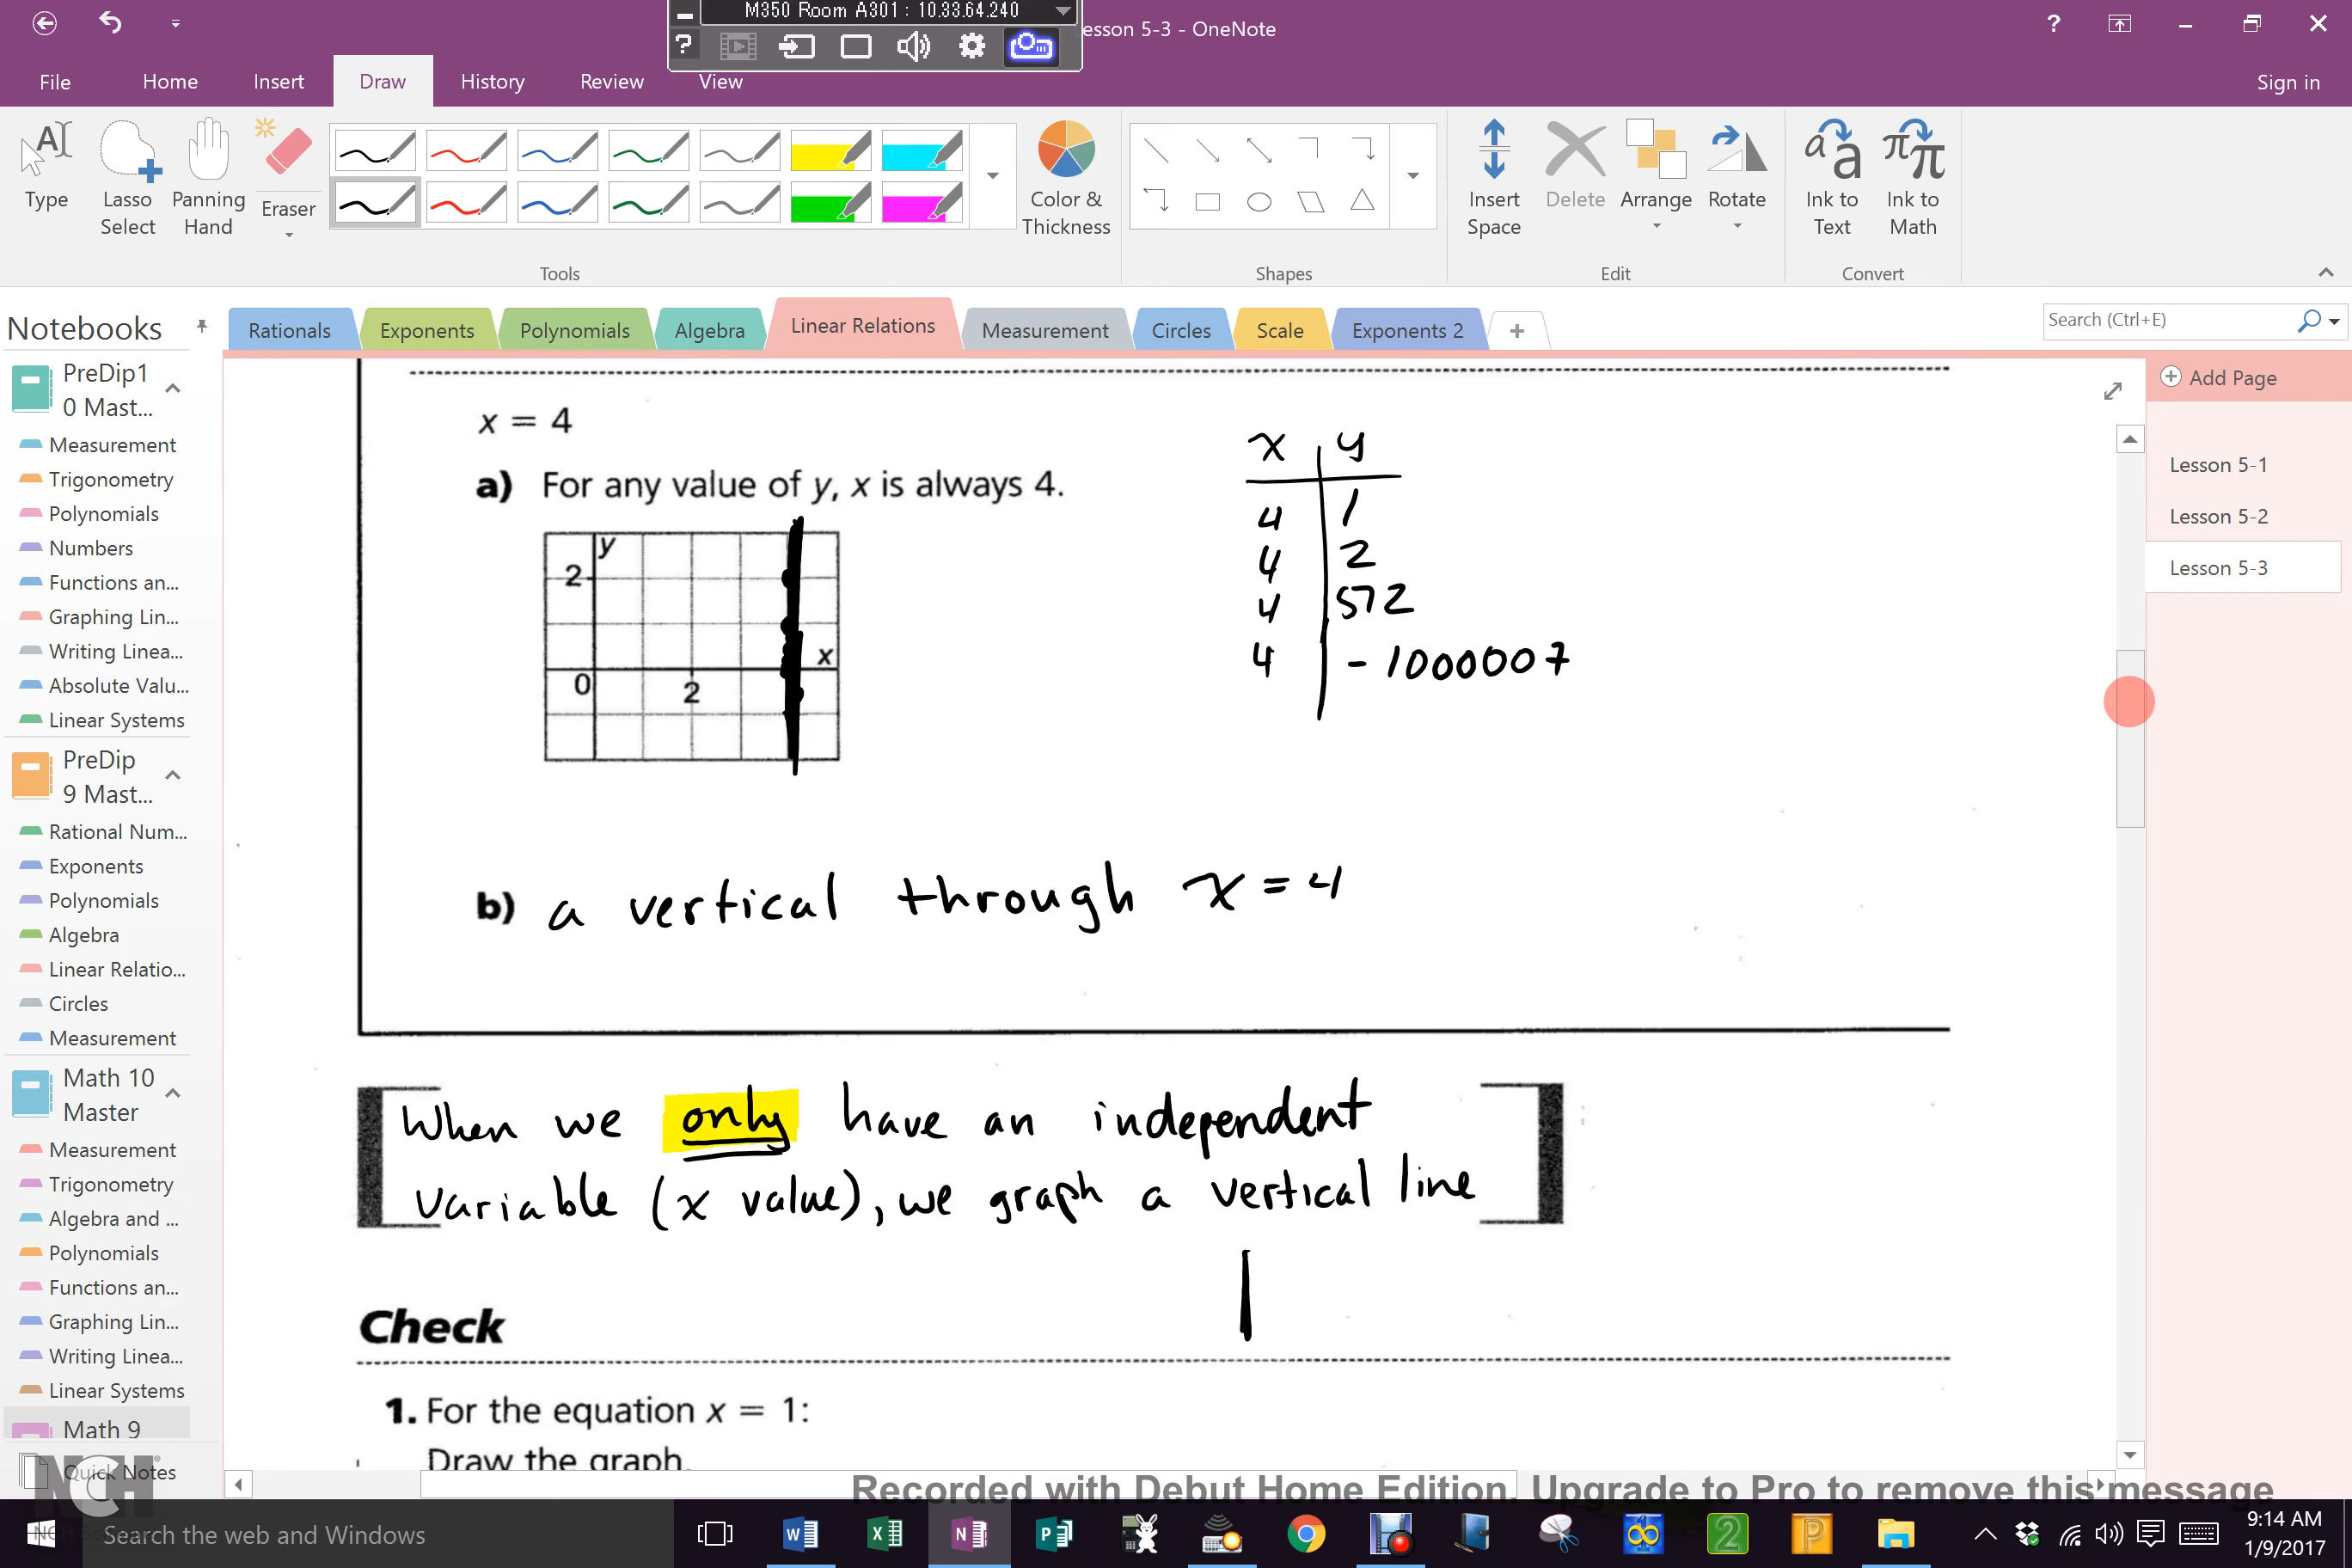 M350 Room A301 : 10.33.64.240
esson 5-3 - OneNote
File Home Insert Draw History Review View Sign in
Type
Lasso Select
Panning Hand
Eraser
Color & Thickness
Insert Space
Delete
Arrange
Rotate
Ink to Text
Ink to Math
Tools Shapes Edit Convert
Notebooks
Rationals Exponents Polynomials Algebra Linear Relations Measurement Circles Scale Exponents 2 +
Search (Ctrl+E)
PreDip1
0 Mast...
Measurement
Trigonometry
Polynomials
Numbers
Functions an...
Graphing Lin...
Writing Linea...
Absolute Valu...
Linear Systems
PreDip
9 Mast...
Rational Num...
Exponents
Polynomials
Algebra
Linear Relatio...
Circles
Measurement
Math 10
Master
Measurement
Trigonometry
Algebra and ...
Polynomials
Functions an...
Graphing Lin...
Writing Linea...
Linear Systems
Math 9
Quick Notes
Add Page
Lesson 5-1
Lesson 5-2
Lesson 5-3
x = 4
a) For any value of y, x is always 4.
y
2
x
0 2
x y
4 1
4 2
4 572
4 - 1000007
b) a vertical through x = 4
When we only have an independent
variable (x value), we graph a vertical line
Check
1. For the equation x = 1:
Draw the graph.
Recorded with Debut Home Edition. Upgrade to Pro to remove this message
NCH
Search the web and Windows
9:14 AM
1/9/2017